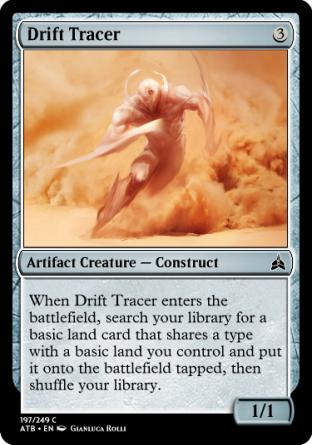 Drift Tracer 3
Artifact Creature — Construct
When Drift Tracer enters the
battlefield, search your library for a
basic land card that shares a type
with a basic land you control and put
it onto the battlefield tapped, then
shuffle your library.
1/1
197/249 C
ATB • EN Gianluca Rolli